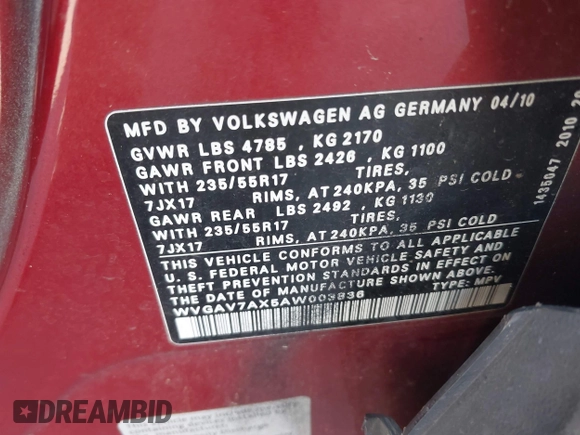 MFD BY VOLKSWAGEN AG GERMANY 04/10
GVWR LBS 4785 , KG 2170
GAWR FRONT LBS 2426 , KG 1100
WITH 235/55R17 TIRES,
7JX17 RIMS, AT 240KPA, 35 PSI COLD
GAWR REAR LBS 2492 , KG 1130
WITH 235/55R17 TIRES,
7JX17 RIMS, AT 240KPA, 35 PSI COLD
THIS VEHICLE CONFORMS TO ALL APPLICABLE
U. S. FEDERAL MOTOR VEHICLE SAFETY AND
THEFT PREVENTION STANDARDS IN EFFECT ON THE
DATE OF MANUFACTURE SHOWN ABOVE.
WVGAV7AX5AW003836 TYPE: MPV
1435047 2010 20
DREAMBID